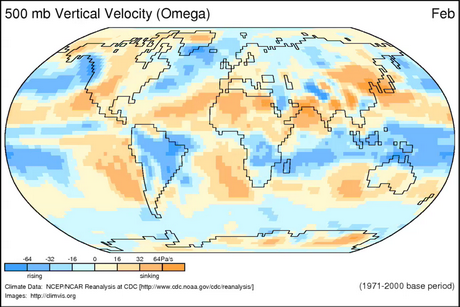 500 mb Vertical Velocity (Omega)
Feb
-64 -32 -16 0 16 32 64Pa/s
rising sinking
Climate Data: NCEP/NCAR Reanalysis at CDC [http://www.cdc.noaa.gov/cdc/reanalysis/]
Images: http://climvis.org
(1971-2000 base period)